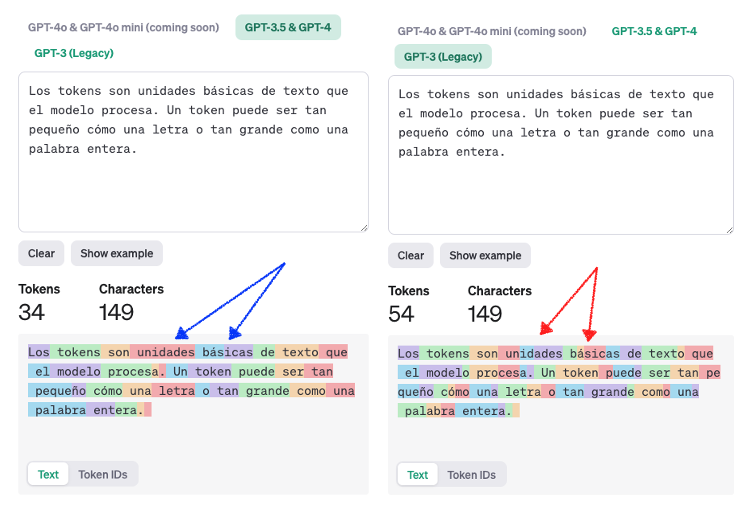 GPT-4o & GPT-4o mini (coming soon)
GPT-3.5 & GPT-4
GPT-3 (Legacy)
Los tokens son unidades básicas de texto que
el modelo procesa. Un token puede ser tan
pequeño cómo una letra o tan grande como una
palabra entera.
Clear
Show example
Tokens
Characters
34
149
Los tokens son unidades básicas de texto que
el modelo procesa. Un token puede ser tan
pequeño cómo una letra o tan grande como una
palabra entera.
Text
Token IDs
GPT-4o & GPT-4o mini (coming soon)
GPT-3.5 & GPT-4
GPT-3 (Legacy)
Los tokens son unidades básicas de texto que
el modelo procesa. Un token puede ser tan
pequeño cómo una letra o tan grande como una
palabra entera.
Clear
Show example
Tokens
Characters
54
149
Los tokens son unidades básicas de texto que
el modelo procesa. Un token puede ser tan pe
queño cómo una letra o tan grande como una
palabra entera.
Text
Token IDs